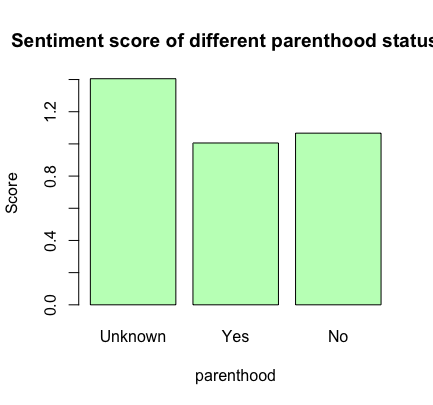 Sentiment score of different parenthood status
Score
1.2
0.8
0.4
0.0
Unknown Yes No
parenthood